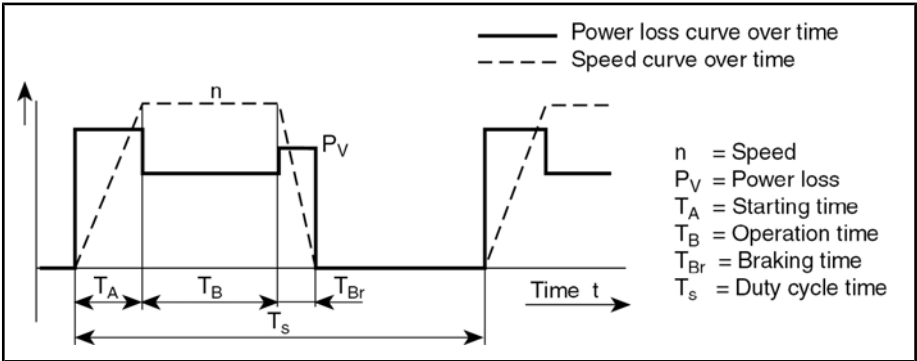 Power loss curve over time
Speed curve over time
n
P_V
n = Speed
P_V = Power loss
T_A = Starting time
T_B = Operation time
T_Br = Braking time
T_s = Duty cycle time
T_A
T_B
T_Br
Time t
T_s